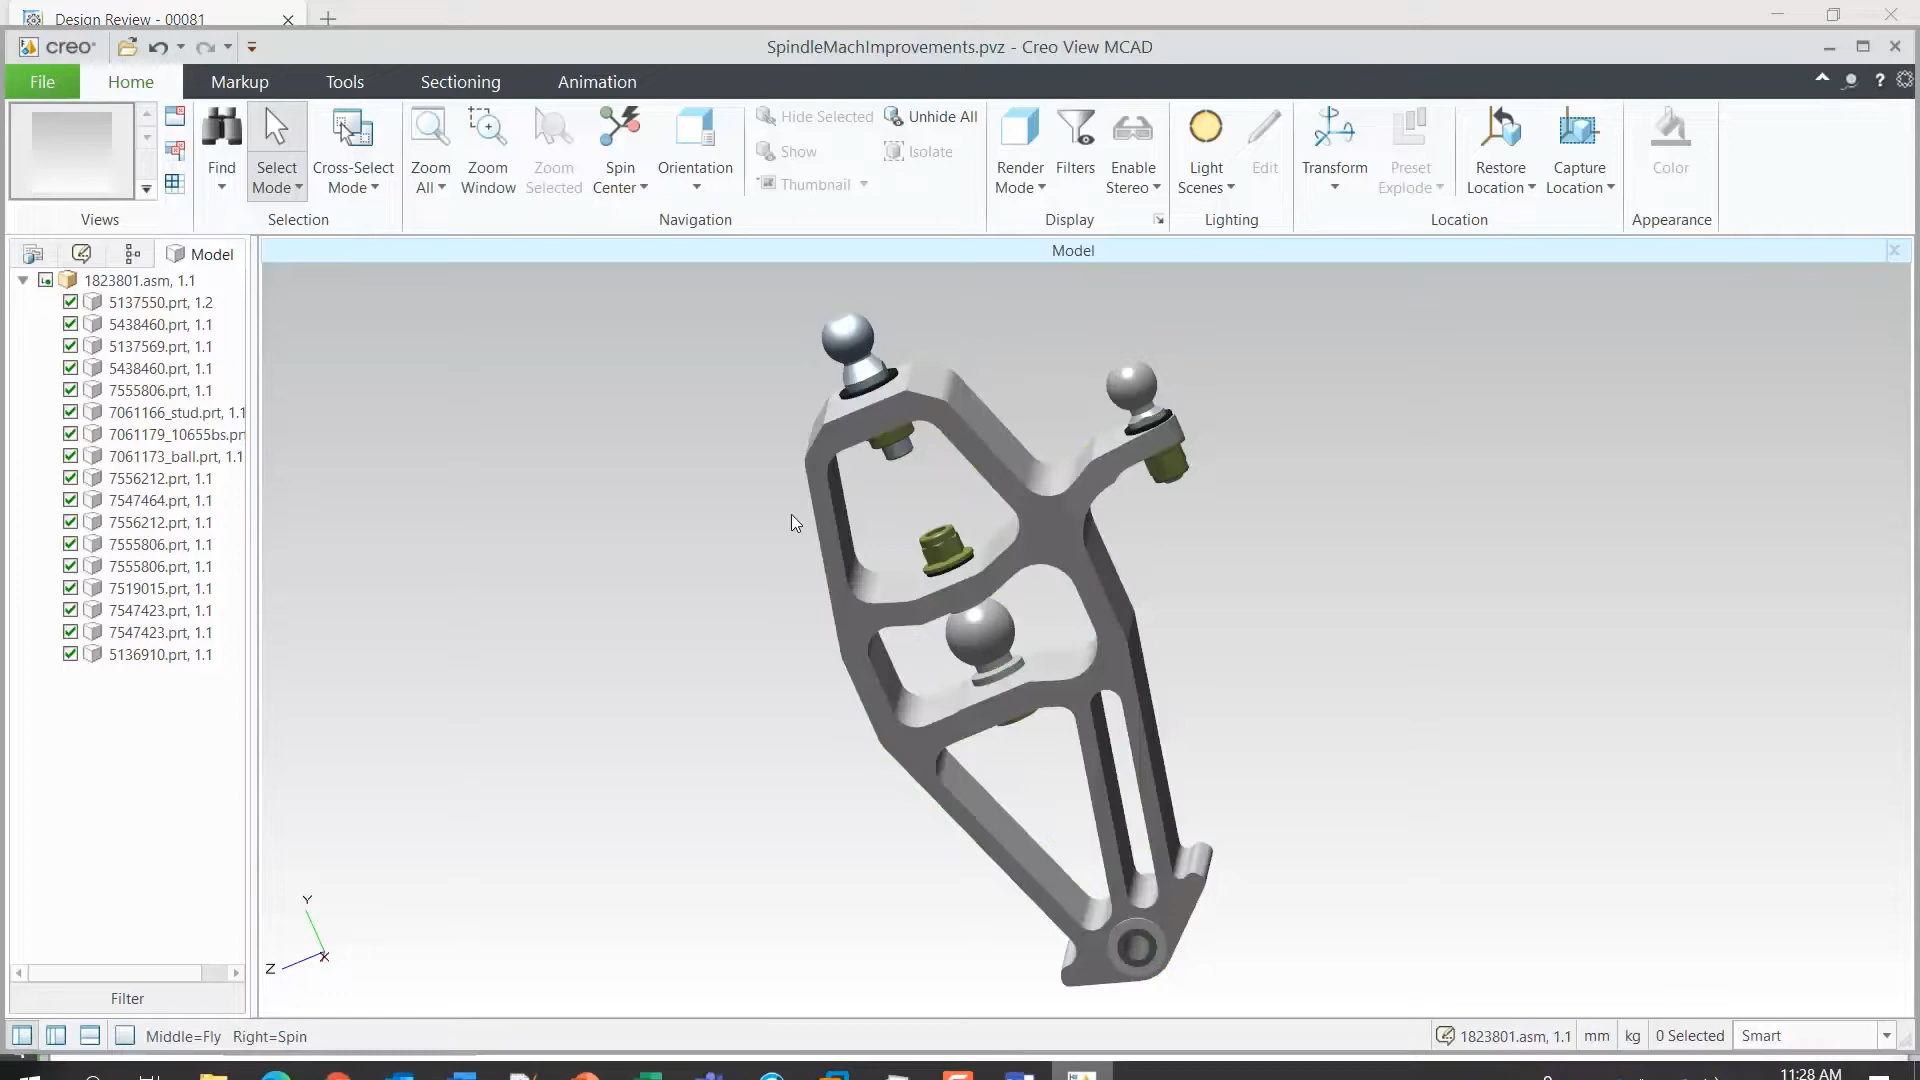 Design Review - 00081
creo
SpindleMachImprovements.pvz - Creo View MCAD
File
Home
Markup
Tools
Sectioning
Animation
Find
Select
Mode
Cross-Select
Mode
Zoom
All
Zoom
Window
Zoom
Selected
Spin
Center
Orientation
Hide Selected
Unhide All
Show
Isolate
Thumbnail
Render
Mode
Filters
Enable
Stereo
Light
Scenes
Edit
Transform
Preset
Explode
Restore
Location
Capture
Location
Color
Views
Selection
Navigation
Display
Lighting
Location
Appearance
Model
Model
1823801.asm, 1.1
5137550.prt, 1.2
5438460.prt, 1.1
5137569.prt, 1.1
5438460.prt, 1.1
7555806.prt, 1.1
7061166_stud.prt, 1.1
7061179_10655bs.pr
7061173_ball.prt, 1.1
7556212.prt, 1.1
7547464.prt, 1.1
7556212.prt, 1.1
7555806.prt, 1.1
7555806.prt, 1.1
7519015.prt, 1.1
7547423.prt, 1.1
7547423.prt, 1.1
5136910.prt, 1.1
Y
Z
X
Filter
Middle=Fly Right=Spin
1823801.asm, 1.1
mm
kg
0 Selected
Smart
11:28 AM